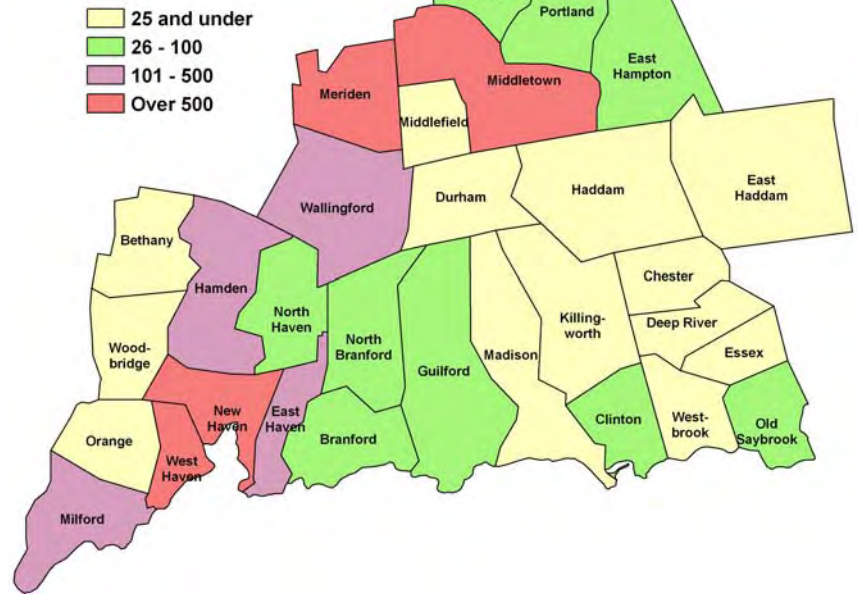 25 and under
26 - 100
101 - 500
Over 500
Portland
East
Hampton
Meriden
Middletown
Middlefield
Wallingford
Durham
Haddam
East
Haddam
Bethany
Hamden
North
Haven
Chester
Killing-
worth
Deep River
Wood-
bridge
North
Branford
Guilford
Madison
Essex
New
Haven
East
Haven
Branford
Clinton
West-
brook
Old
Saybrook
Orange
West
Haven
Milford